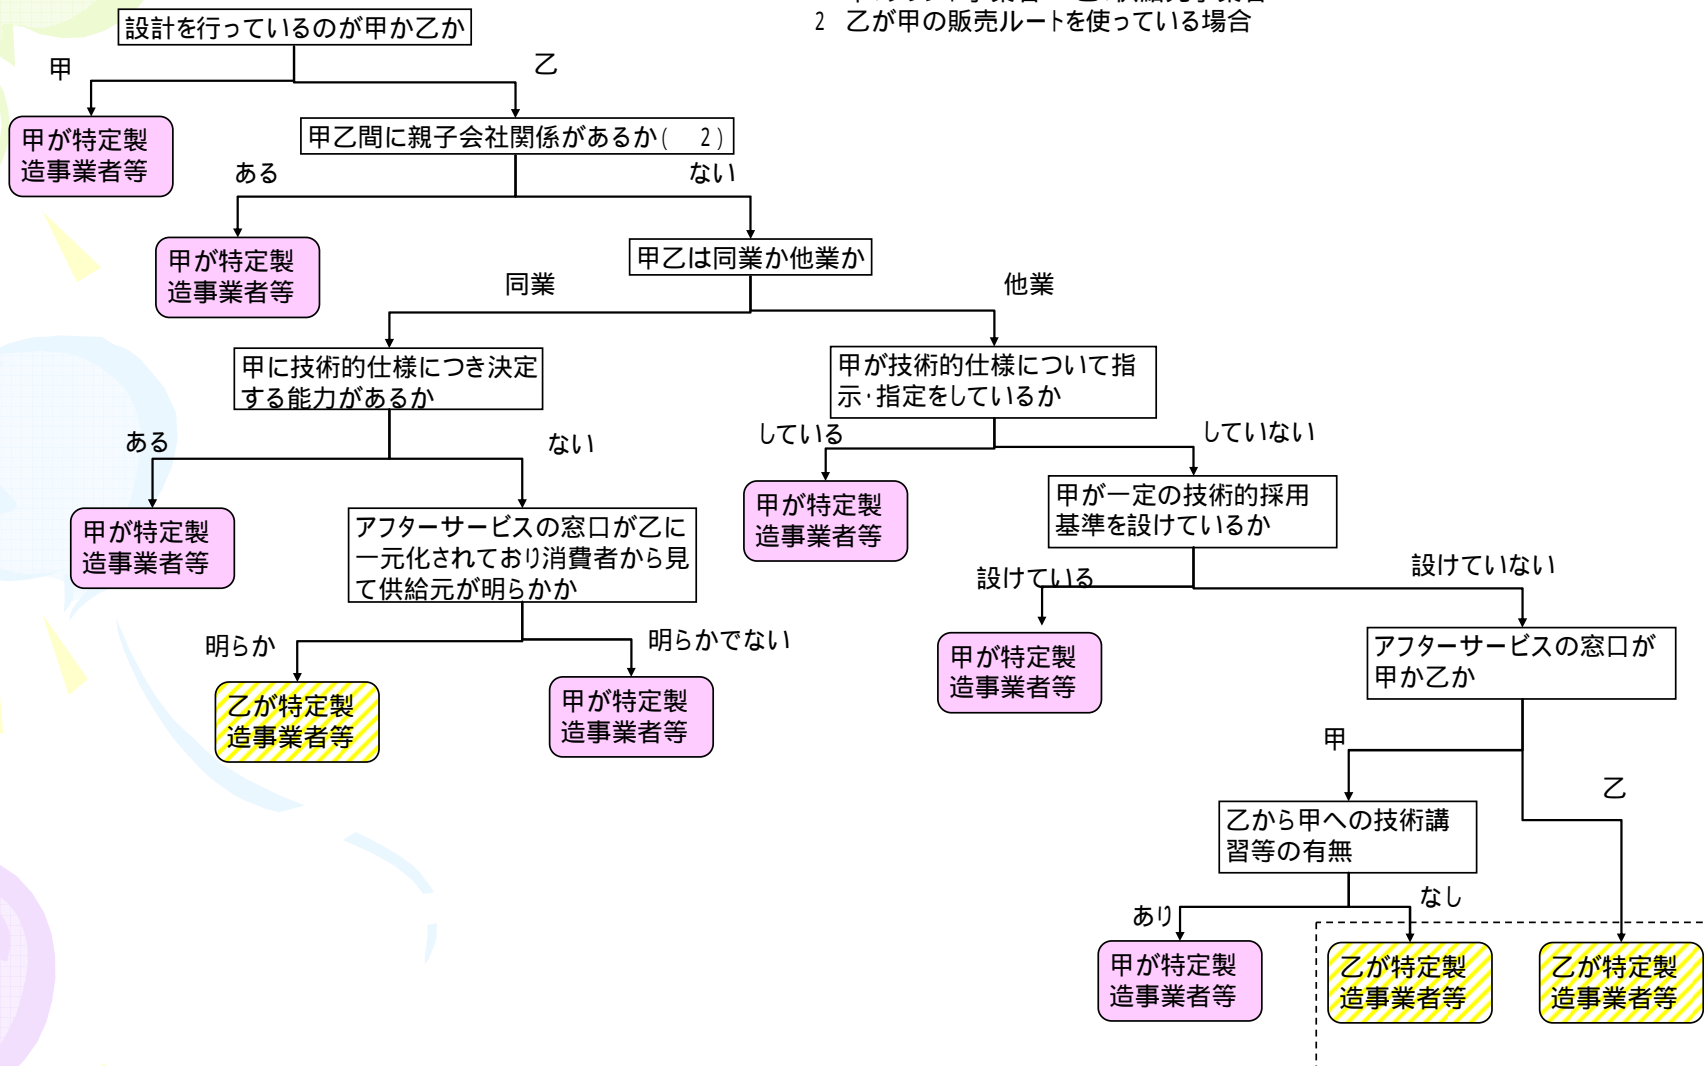 2 乙が甲の販売ルートを使っている場合
設計を行っているのが甲か乙か
甲
乙
甲が特定製
造事業者等
甲乙間に親子会社関係があるか( 2)
ある
ない
甲が特定製
造事業者等
甲乙は同業か他業か
同業
他業
甲に技術的仕様につき決定
する能力があるか
甲が技術的仕様について指
示・指定をしているか
ある
ない
している
していない
甲が特定製
造事業者等
アフターサービスの窓口が乙に
一元化されており消費者から見
て供給元が明らかか
甲が特定製
造事業者等
甲が一定の技術的採用
基準を設けているか
設けている
設けていない
明らか
明らかでない
乙が特定製
造事業者等
甲が特定製
造事業者等
甲が特定製
造事業者等
アフターサービスの窓口が
甲か乙か
甲
乙
乙から甲への技術講
習等の有無
あり
なし
甲が特定製
造事業者等
乙が特定製
造事業者等
乙が特定製
造事業者等